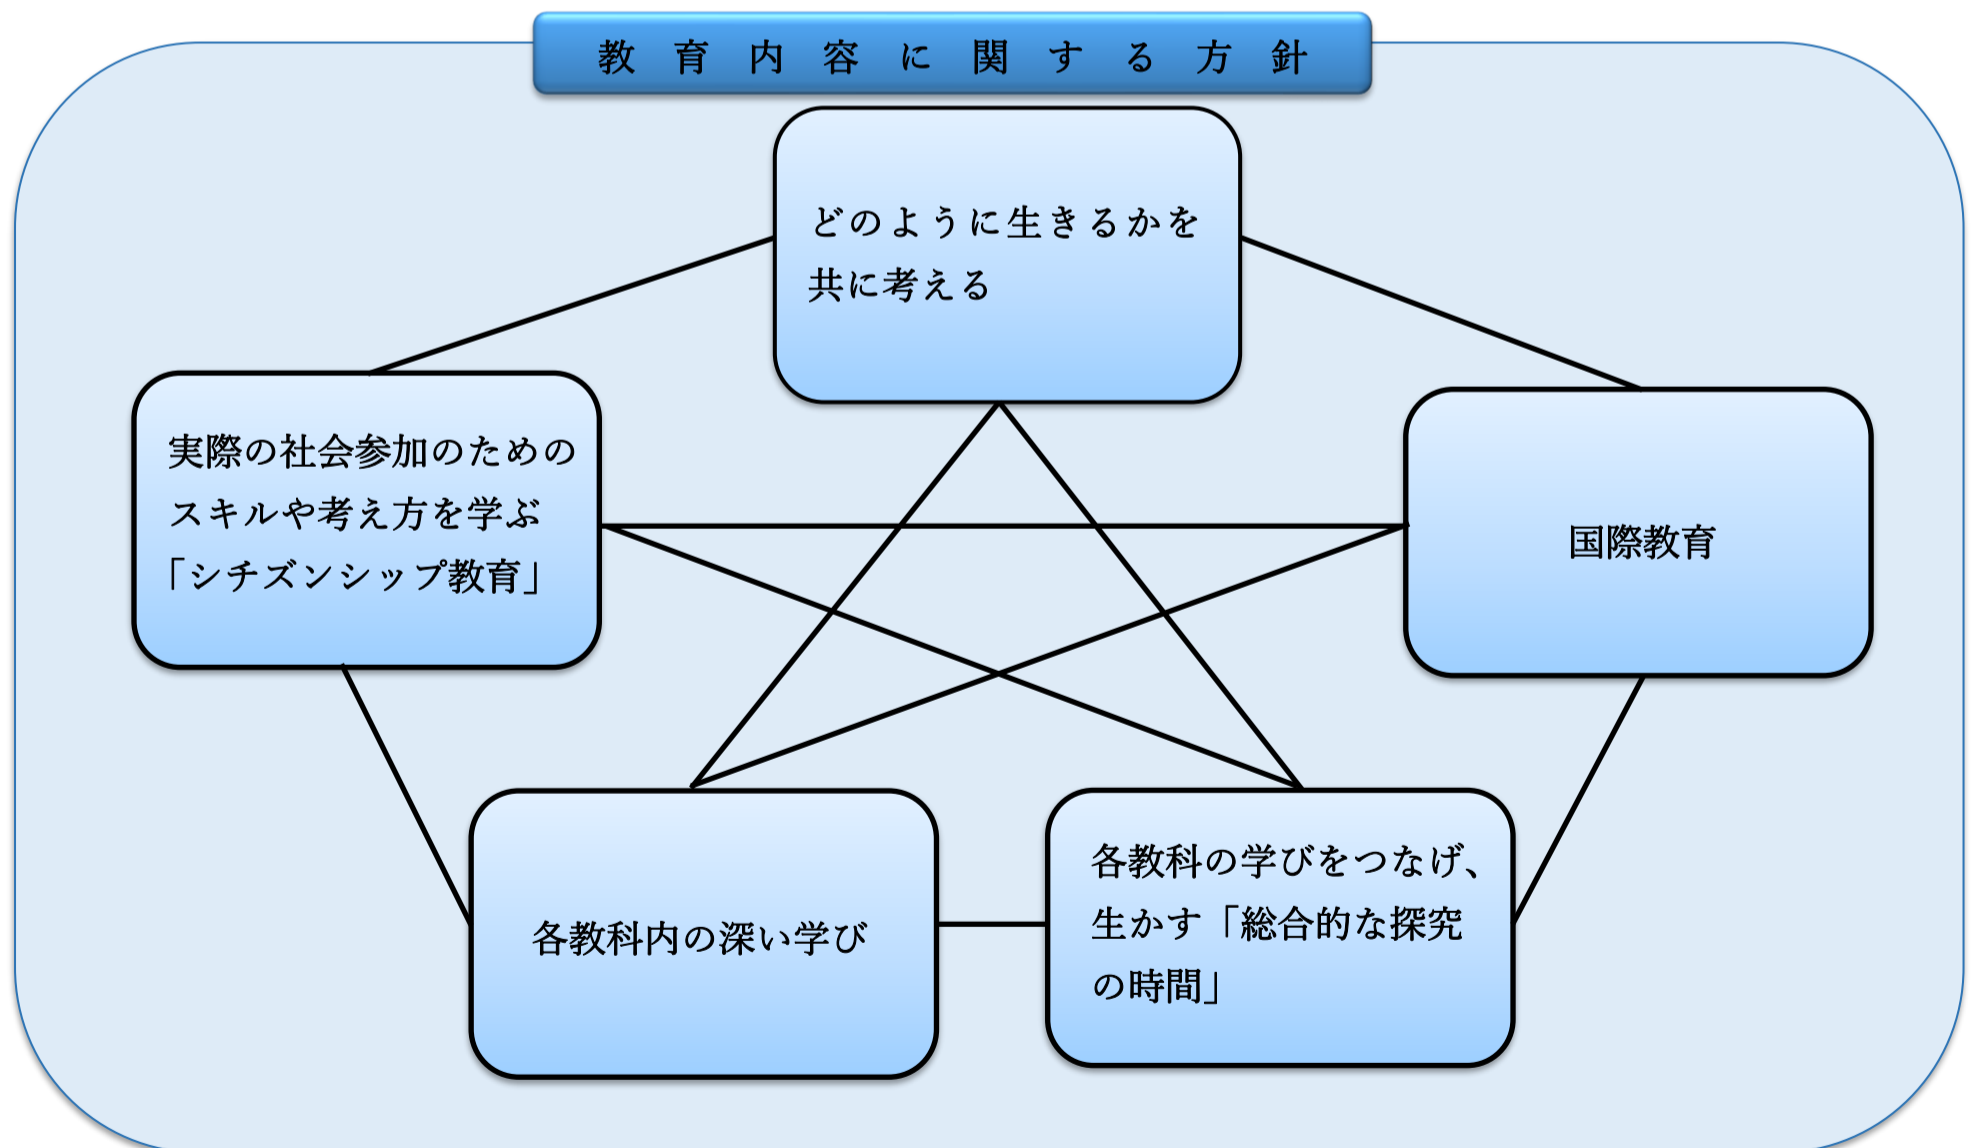 教育内容に関する方針
どのように生きるかを
共に考える
実際の社会参加のための
スキルや考え方を学ぶ
「シチズンシップ教育」
国際教育
各教科内の深い学び
各教科の学びをつなげ、
生かす「総合的な探究
の時間」